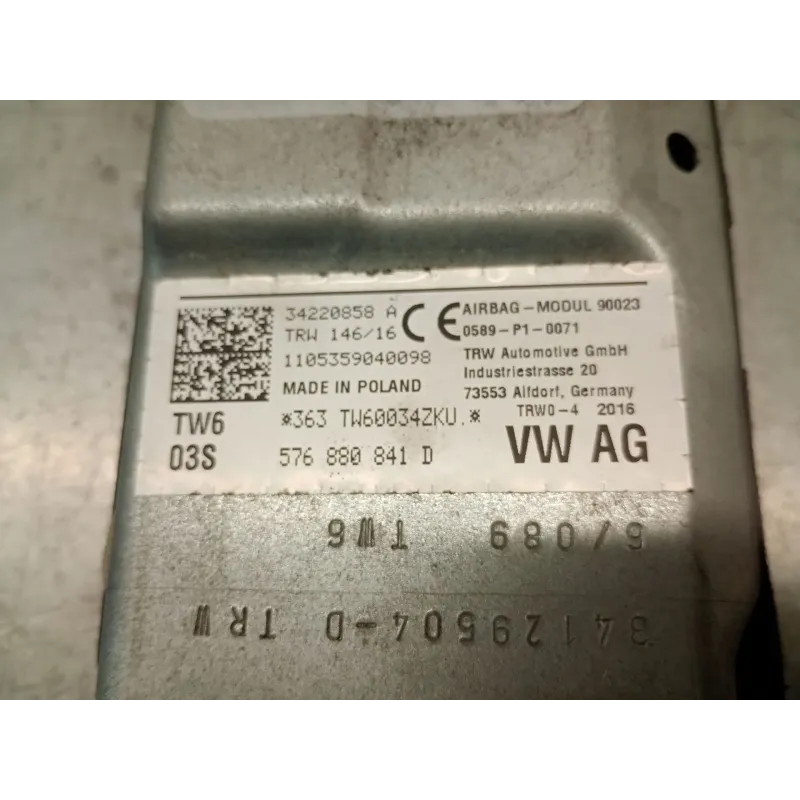 34220858 A
TRW 146/16
1105359040098
MADE IN POLAND
CE
AIRBAG-MODUL 90023
0589-P1-0071
TRW Automotive GmbH
Industriestrasse 20
73553 Alfdorf, Germany
TRWO-4 2016
TW6
*363 TW60034ZKU.*
03S
576 880 841 D
VW AG
6/089 TW6
34129504-D TRW